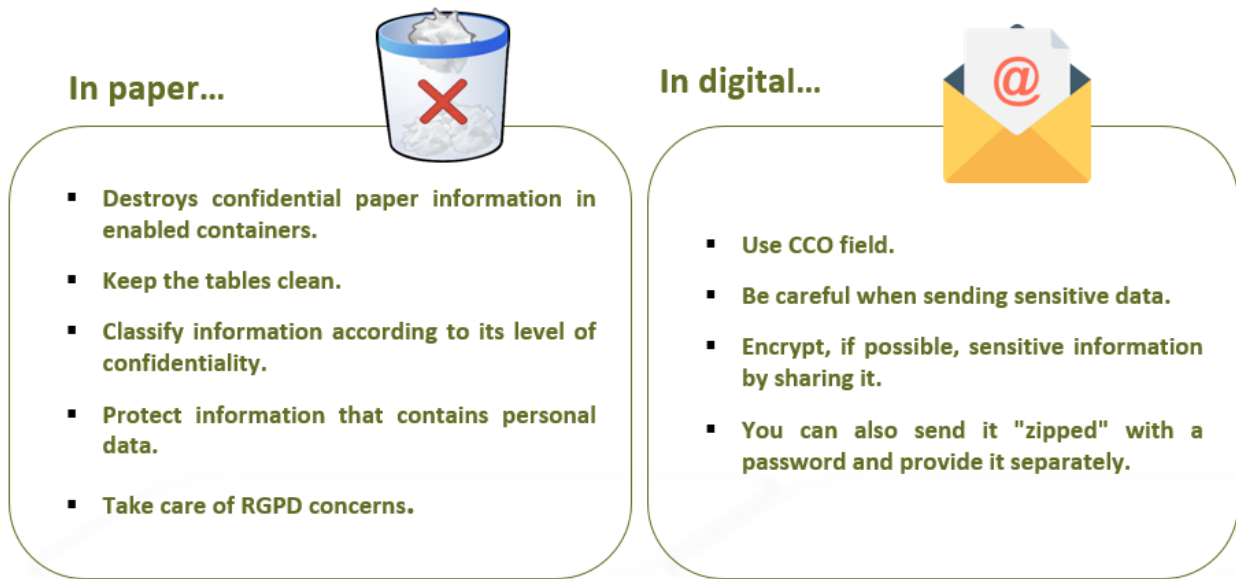 In paper...
Destroys confidential paper information in
enabled containers.
Keep the tables clean.
Classify information according to its level of
confidentiality.
Protect information that contains personal
data.
Take care of RGPD concerns.
In digital...
@
Use CCO field.
Be careful when sending sensitive data.
Encrypt, if possible, sensitive information
by sharing it.
You can also send it "zipped" with a
password and provide it separately.